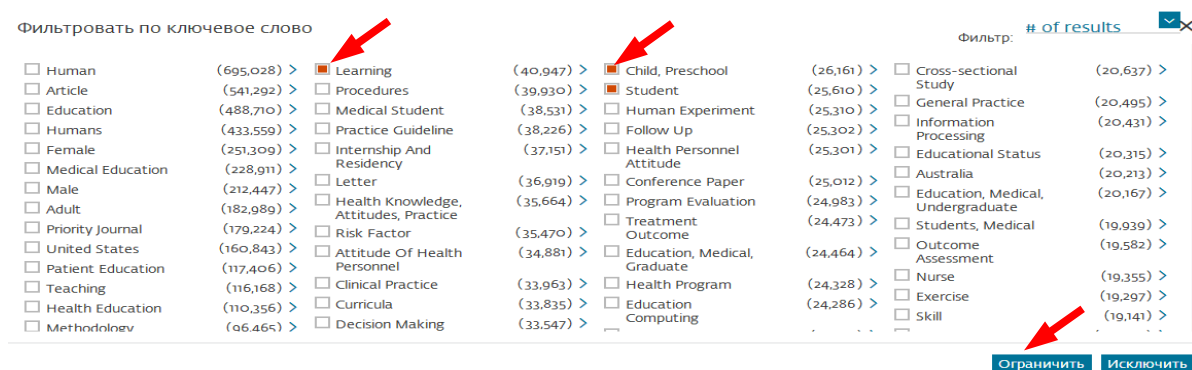 Фильтровать по ключевое слово
Фильтр: # of results
Human (695,028)
Article (541,292)
Education (488,710)
Humans (433,559)
Female (251,309)
Medical Education (228,911)
Male (212,447)
Adult (182,989)
Priority Journal (179,224)
United States (160,843)
Patient Education (117,406)
Teaching (116,168)
Health Education (110,356)
Methodology (96,465)
Learning (40,947)
Procedures (39,930)
Medical Student (38,531)
Practice Guideline (38,226)
Internship And (37,151)
Residency
Letter (36,919)
Health Knowledge, (35,664)
Attitudes, Practice
Risk Factor (35,470)
Attitude Of Health (34,881)
Personnel
Clinical Practice (33,963)
Curricula (33,835)
Decision Making (33,547)
Child, Preschool (26,161)
Student (25,610)
Human Experiment (25,310)
Follow Up (25,302)
Health Personnel (25,301)
Attitude
Conference Paper (25,012)
Program Evaluation (24,983)
Treatment (24,473)
Outcome
Education, Medical, (24,464)
Graduate
Health Program (24,328)
Education (24,286)
Computing
Cross-sectional (20,637)
Study
General Practice (20,495)
Information (20,431)
Processing
Educational Status (20,315)
Australia (20,213)
Education, Medical, (20,167)
Undergraduate
Students, Medical (19,939)
Outcome (19,582)
Assessment
Nurse (19,355)
Exercise (19,297)
Skill (19,141)
Ограничить Исключить